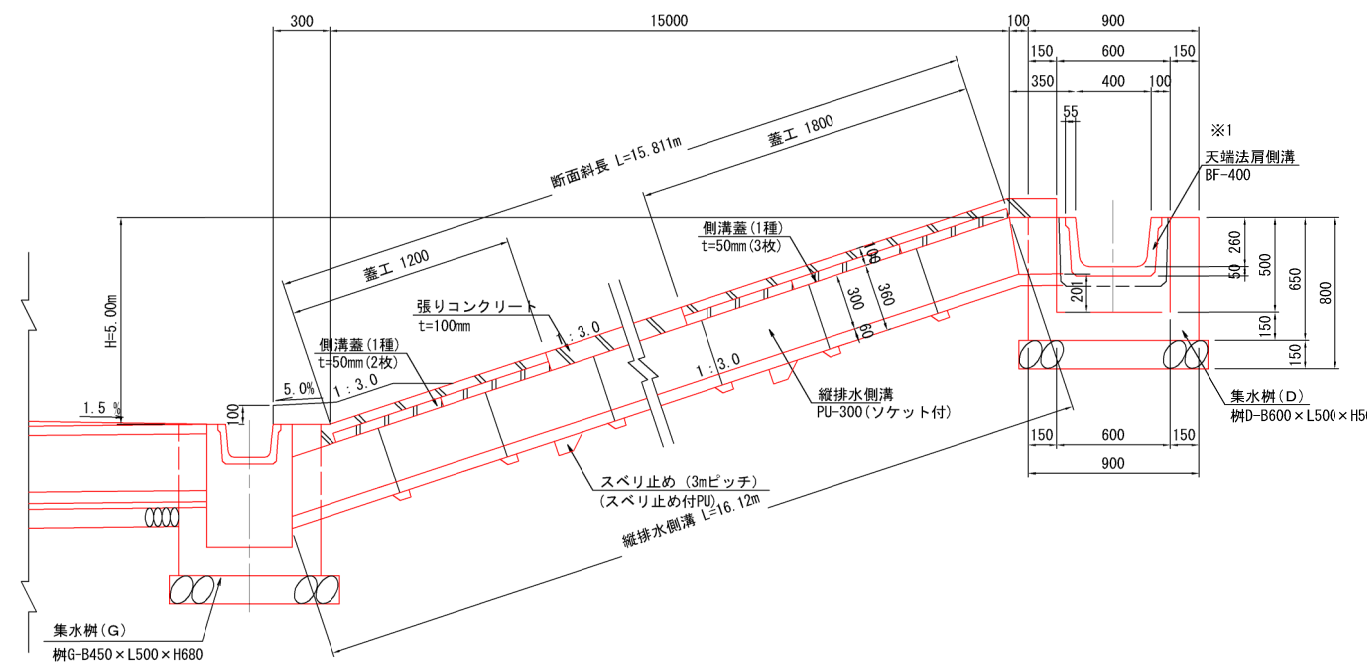 300
15000
100
900
150
600
150
350
400
100
55
※1
天端法肩側溝
BF-400
断面斜長 L=15.811m
蓋工 1800
蓋工 1200
側溝蓋(1種)
t=50mm(3枚)
100
300
360
60
張りコンクリート
t=100mm
1:3.0
側溝蓋(1種)
t=50mm(2枚)
1:3.0
1:3.0
H=5.00m
5.0%
1.5 %
100
260
50
201
500
150
650
150
800
縦排水側溝
PU-300(ソケット付)
集水桝(D)
桝D-B600×L500×H50
150
600
150
900
スベリ止め (3mピッチ)
(スベリ止め付PU)
縦排水側溝 L=16.12m
集水桝(G)
桝G-B450×L500×H680